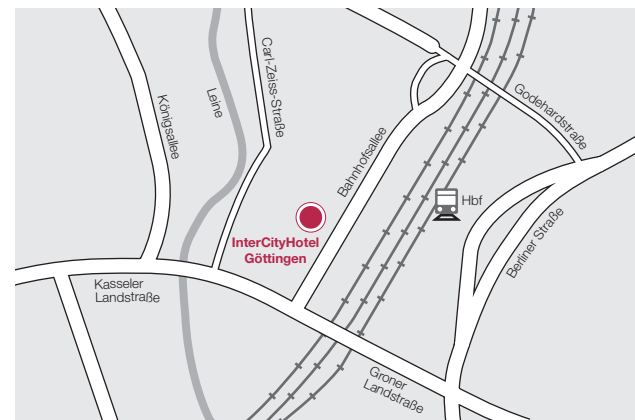 Carl-Zeiss-Straße
Königsallee
Leine
Godehardstraße
Bahnhofsallee
Hbf
InterCityHotel
Göttingen
Berliner Straße
Kasseler
Landstraße
Groner
Landstraße